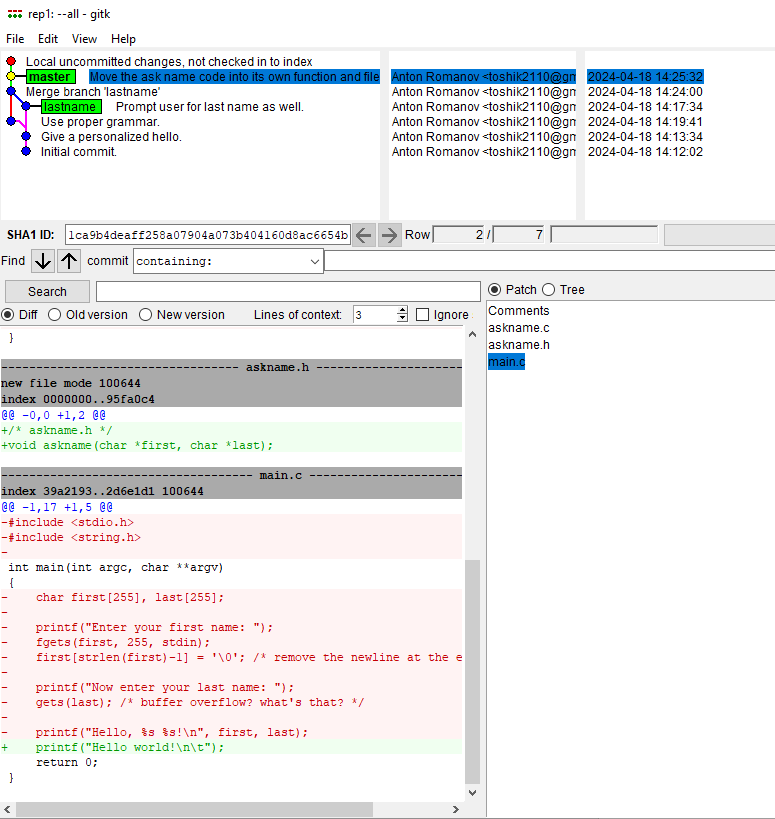 rep1: --all - gitk
File Edit View Help
Local uncommitted changes, not checked in to index
master Move the ask name code into its own function and file Anton Romanov <toshik2110@gm 2024-04-18 14:25:32
Merge branch 'lastname' Anton Romanov <toshik2110@gm 2024-04-18 14:24:00
lastname Prompt user for last name as well. Anton Romanov <toshik2110@gm 2024-04-18 14:17:34
Use proper grammar. Anton Romanov <toshik2110@gm 2024-04-18 14:19:41
Give a personalized hello. Anton Romanov <toshik2110@gm 2024-04-18 14:13:34
Initial commit. Anton Romanov <toshik2110@gm 2024-04-18 14:12:02
SHA1 ID: 1ca9b4deaff258a07904a073b404160d8ac6654b Row 2 / 7
Find commit containing:
Search
Patch Tree
Diff Old version New version Lines of context: 3 Ignore
Comments
askname.c
askname.h
main.c
}
---------------------------------- askname.h ----------------------
new file mode 100644
index 0000000..95fa0c4
@@ -0,0 +1,2 @@
+/* askname.h */
+void askname(char *first, char *last);
------------------------------------ main.c ----------------------
index 39a2193..2d6e1d1 100644
@@ -1,17 +1,5 @@
-#include <stdio.h>
-#include <string.h>
-
int main(int argc, char **argv)
{
-    char first[255], last[255];
-
-    printf("Enter your first name: ");
-    fgets(first, 255, stdin);
-    first[strlen(first)-1] = '\0'; /* remove the newline at the e
-
-    printf("Now enter your last name: ");
-    gets(last); /* buffer overflow? what's that? */
-
-    printf("Hello, %s %s!\n", first, last);
+    printf("Hello world!\n\t");
return 0;
}